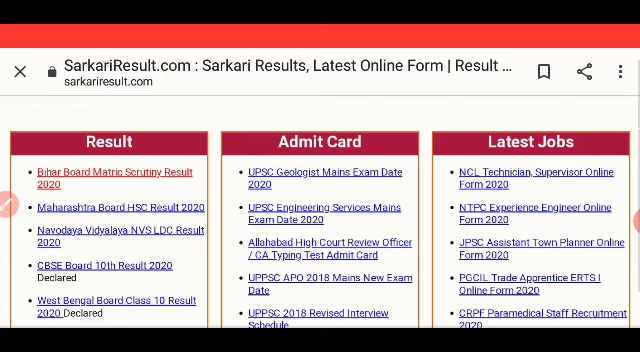 SarkariResult.com : Sarkari Results, Latest Online Form | Result ...
sarkariresult.com
Result
Bihar Board Matric Scrutiny Result
2020
Maharashtra Board HSC Result 2020
Navodaya Vidyalaya NVS LDC Result
2020
CBSE Board 10th Result 2020
Declared
West Bengal Board Class 10 Result
2020 Declared
Admit Card
UPSC Geologist Mains Exam Date
2020
UPSC Engineering Services Mains
Exam Date 2020
Allahabad High Court Review Officer
/ CA Typing Test Admit Card
UPPSC APO 2018 Mains New Exam
Date
UPPSC 2018 Revised Interview
Schedule
Latest Jobs
NCL Technician, Supervisor Online
Form 2020
NTPC Experience Engineer Online
Form 2020
JPSC Assistant Town Planner Online
Form 2020
PGCIL Trade Apprentice ERTS I
Online Form 2020
CRPF Paramedical Staff Recruitment
2020